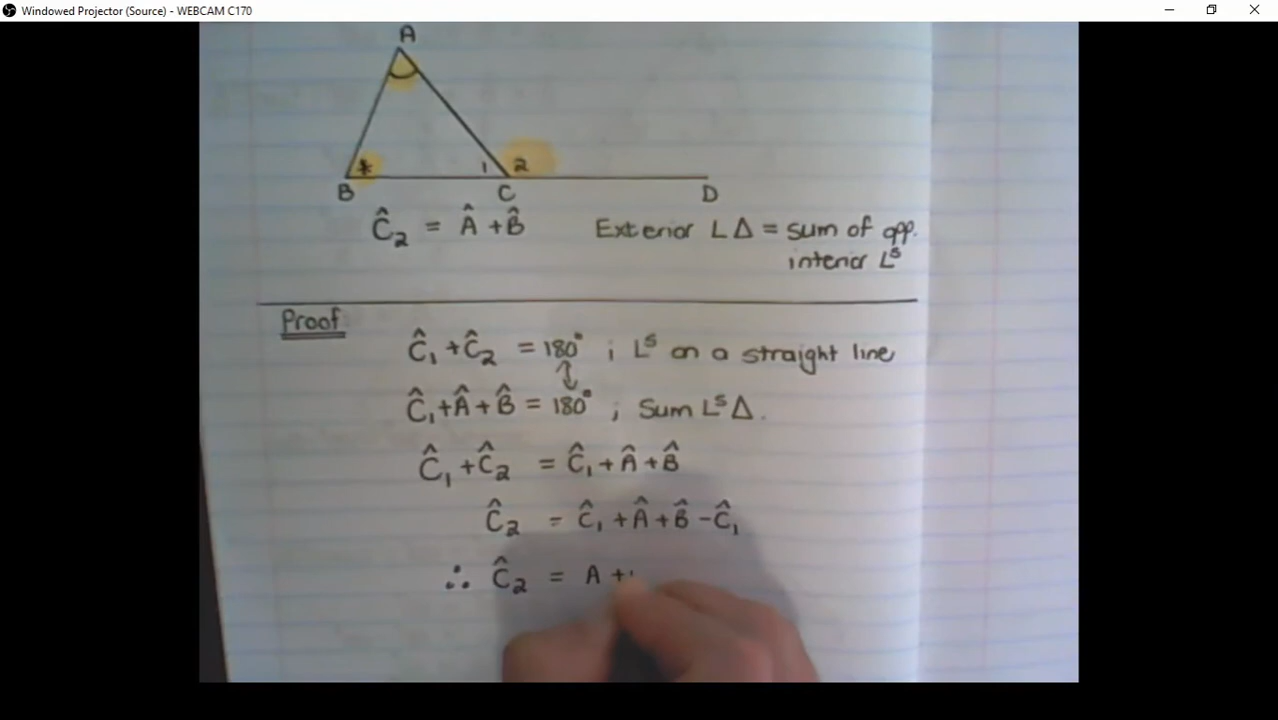 Windowed Projector (Source) - WEBCAM C170
A
* 1 2
B C D
Ĉ₂ = Â + B̂ Exterior ∠Δ = sum of opp.
interior ∠ˢ
Proof
Ĉ₁ + Ĉ₂ = 180° ; ∠ˢ on a straight line
Ĉ₁ + Â + B̂ = 180° ; Sum ∠ˢ Δ.
Ĉ₁ + Ĉ₂ = Ĉ₁ + Â + B̂
Ĉ₂ = Ĉ₁ + Â + B̂ - Ĉ₁
∴ Ĉ₂ = A +